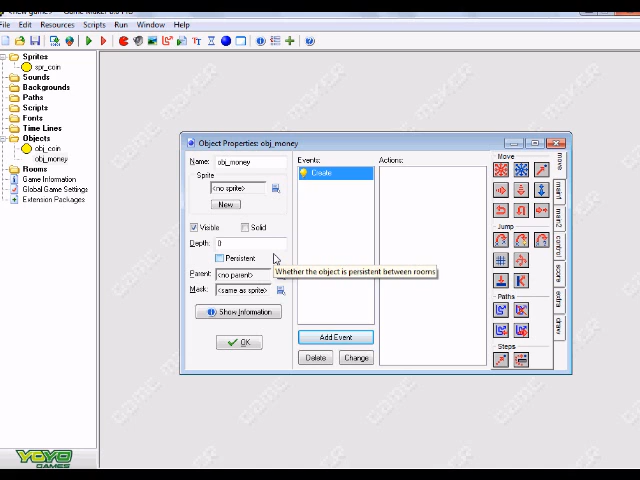 File Edit Resources Scripts Run Window Help
Sprites
spr_coin
Sounds
Backgrounds
Paths
Scripts
Fonts
Time Lines
Objects
obj_coin
obj_money
Rooms
Game Information
Global Game Settings
Extension Packages
Object Properties: obj_money
Name: obj_money
Sprite
<no sprite>
New
Visible Solid
Depth: 0
Persistent
Parent: <no parent>
Mask: <same as sprite>
Show Information
OK
Events:
Create
Add Event
Delete Change
Actions:
Whether the object is persistent between rooms
Move
Jump
Paths
Steps
move
main1
main2
control
score
extra
draw
YOYO
GAMES
GAME MAKER